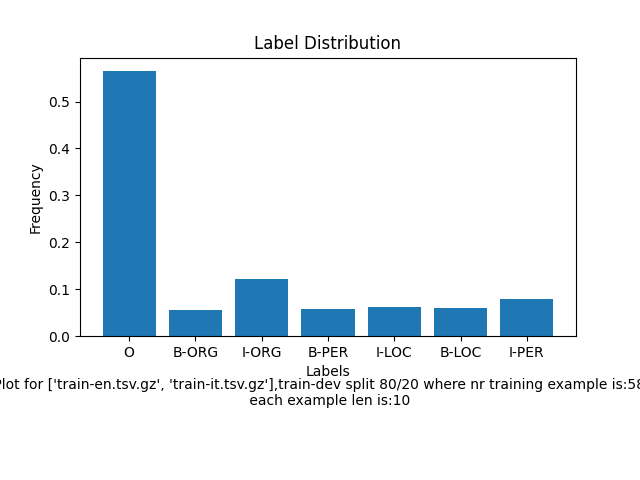 Label Distribution
Frequency
0.5
0.4
0.3
0.2
0.1
0.0
O B-ORG I-ORG B-PER I-LOC B-LOC I-PER
Labels
Plot for ['train-en.tsv.gz', 'train-it.tsv.gz'],train-dev split 80/20 where nr training example is:58
each example len is:10